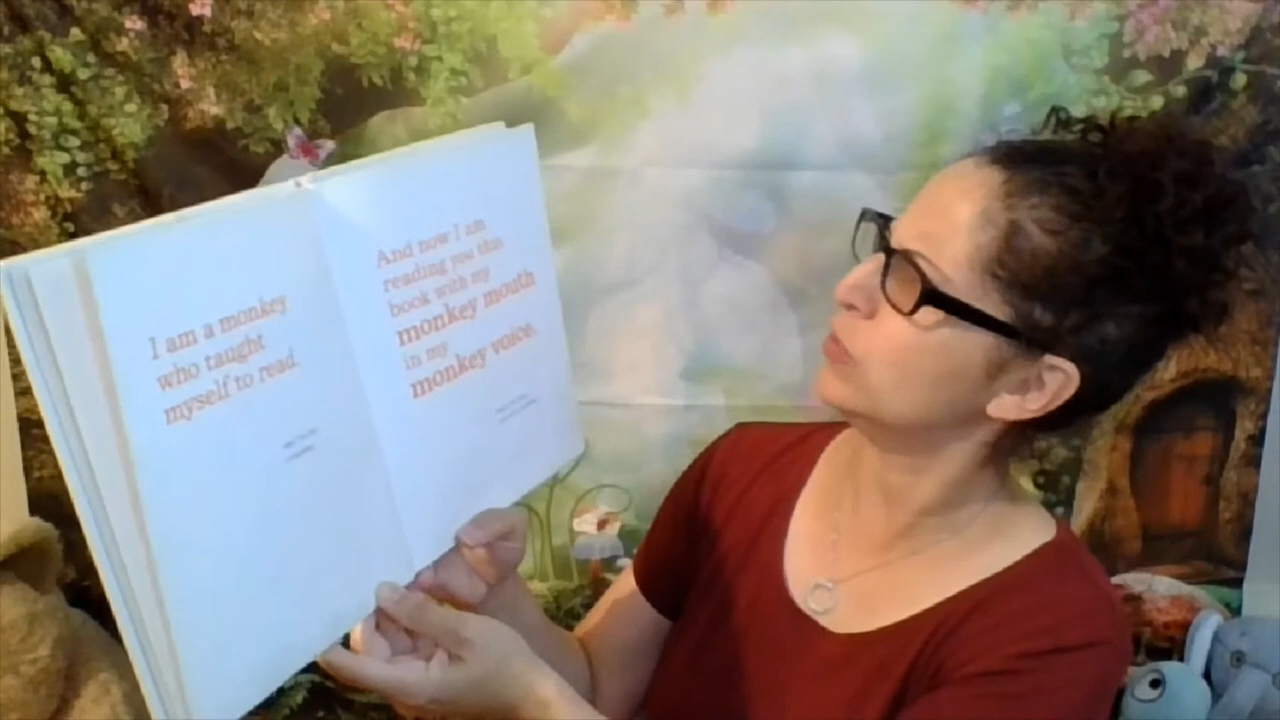 I am a monkey
who taught
myself to read.
And now I am
reading you this
book with my
monkey mouth
in my
monkey voice.